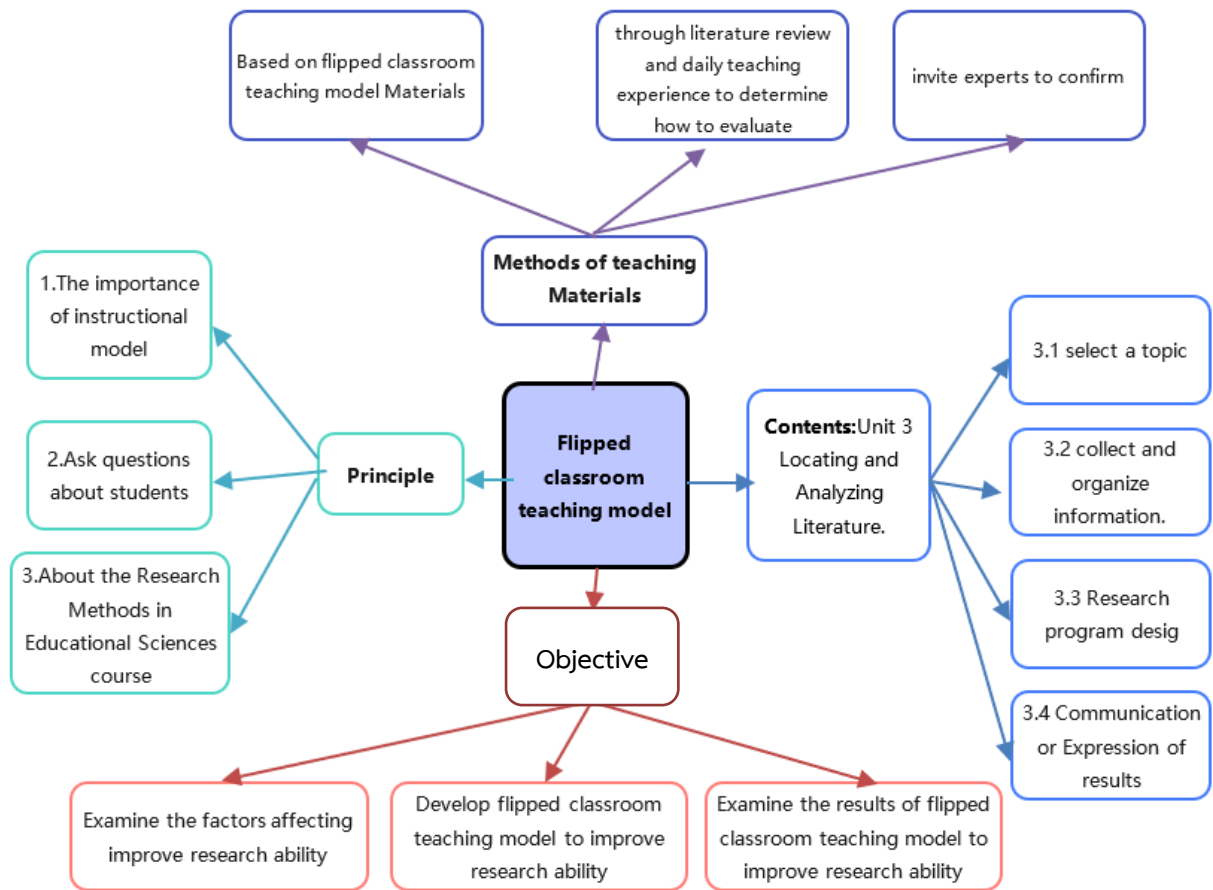 Based on flipped classroom
teaching model Materials
through literature review
and daily teaching
experience to determine
how to evaluate
invite experts to confirm
Methods of teaching
Materials
1.The importance
of instructional
model
2.Ask questions
about students
3.About the Research
Methods in
Educational Sciences
course
Principle
Flipped
classroom
teaching model
Contents:Unit 3
Locating and
Analyzing
Literature.
3.1 select a topic
3.2 collect and
organize
information.
3.3 Research
program desig
3.4 Communication
or Expression of
results
Objective
Examine the factors affecting
improve research ability
Develop flipped classroom
teaching model to improve
research ability
Examine the results of flipped
classroom teaching model to
improve research ability